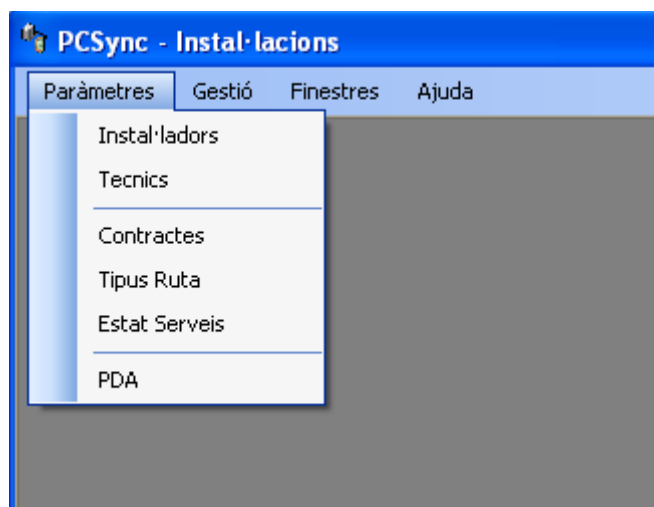 PCSync - Instal·lacions
Paràmetres Gestió Finestres Ajuda
Instal·ladors
Tecnics
Contractes
Tipus Ruta
Estat Serveis
PDA